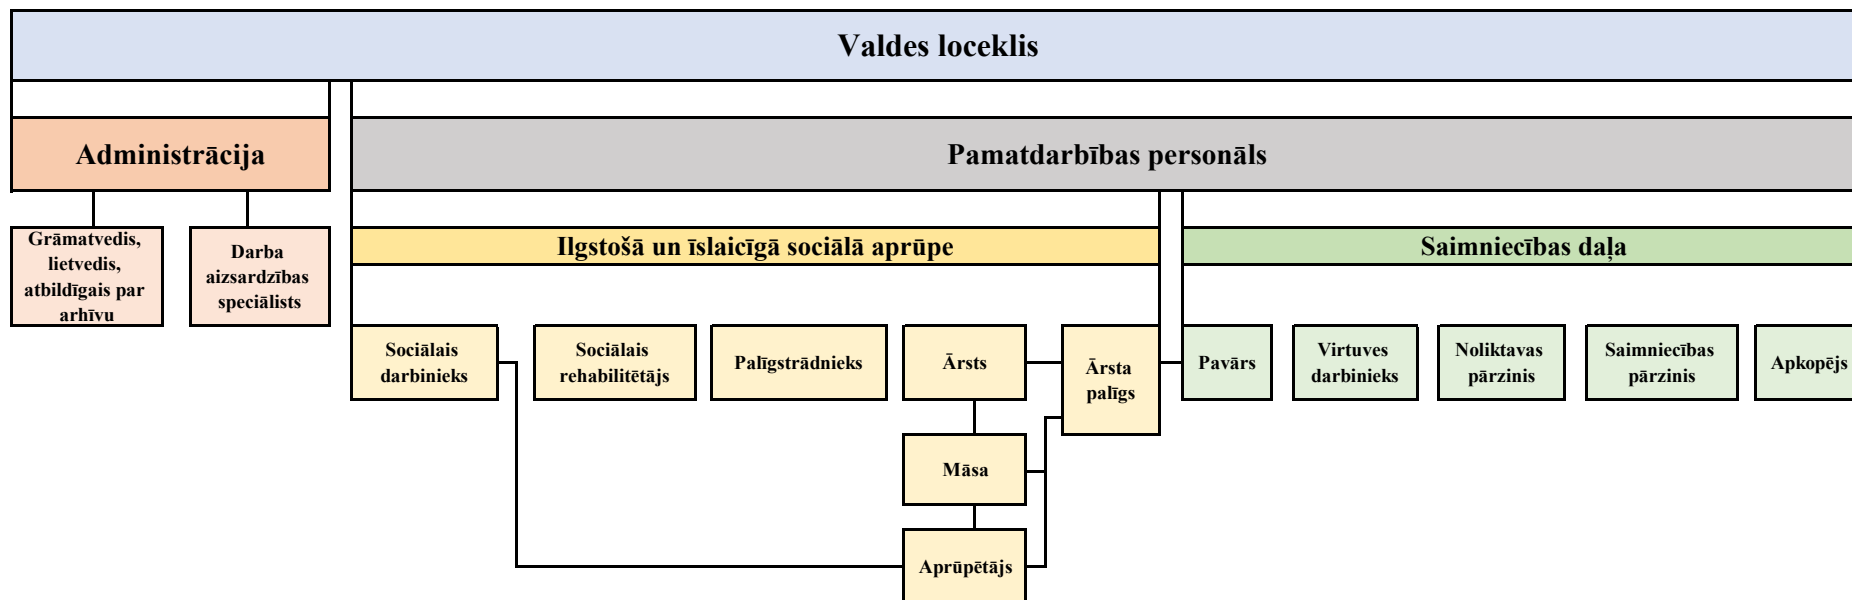 Valdes loceklis
Administrācija
Pamatdarbības personāls
Grāmatvedis,
lietvedis,
atbildīgais par
arhīvu
Darba
aizsardzības
speciālists
Ilgstošā un īslaicīgā sociālā aprūpe
Saimniecības daļa
Sociālais
darbinieks
Sociālais
rehabilitētājs
Palīgstrādnieks
Ārsts
Ārsta
palīgs
Pavārs
Virtuves
darbinieks
Noliktavas
pārzinis
Saimniecības
pārzinis
Apkopējs
Māsa
Aprūpētājs